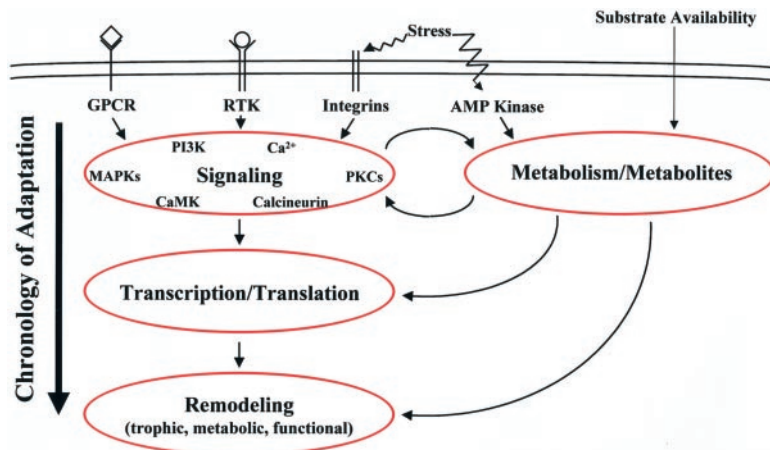 Substrate Availability
Stress
GPCR
RTK
Integrins
AMP Kinase
PI3K
Ca²⁺
MAPKs
Signaling
PKCs
CaMK
Calcineurin
Metabolism/Metabolites
Chronology of Adaptation
Transcription/Translation
Remodeling
(trophic, metabolic, functional)